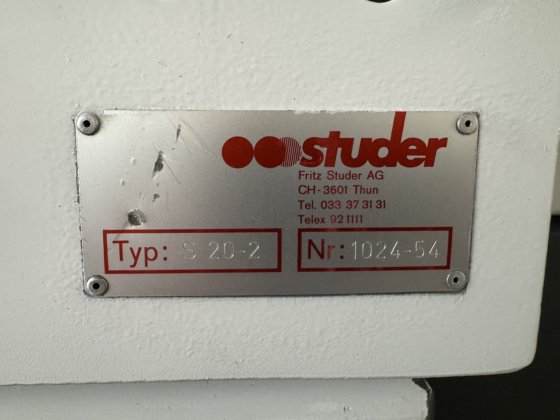 studer
Fritz Studer AG
CH-3601 Thun
Tel. 033 37 31 31
Telex 92 1111
Typ: S 20-2 Nr: 1024-54